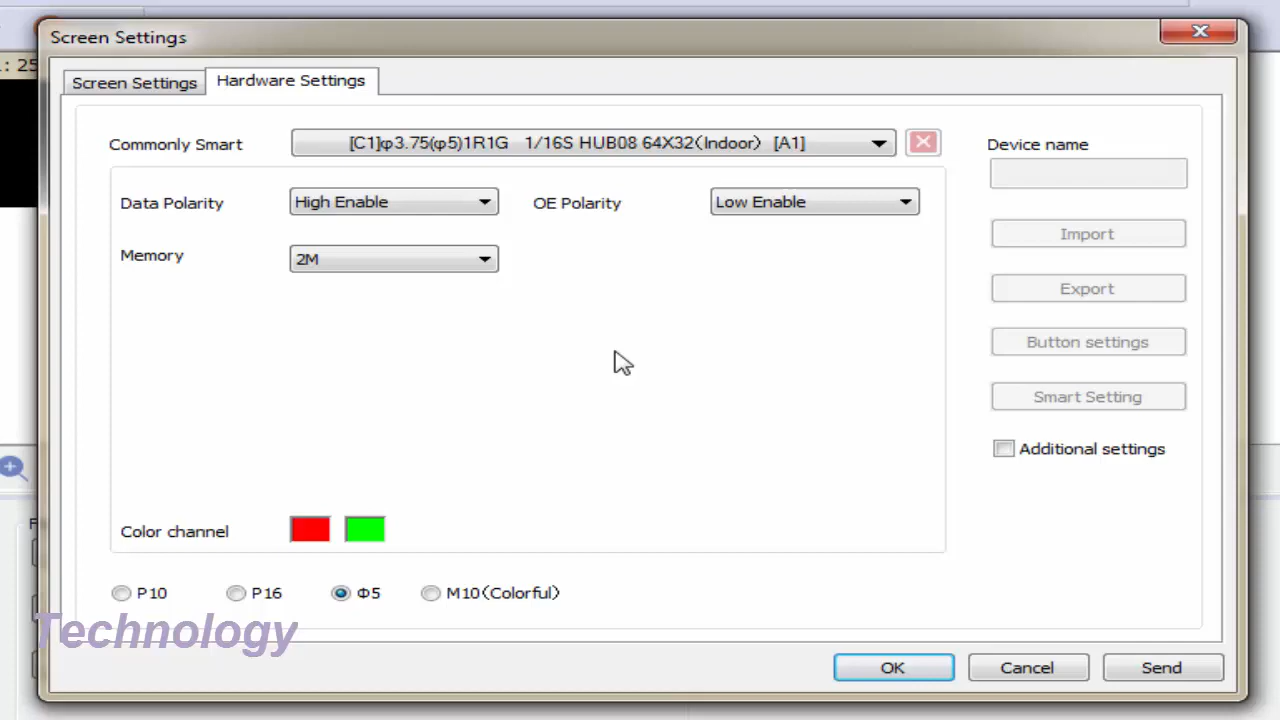 Screen Settings
: 25
Screen Settings Hardware Settings
Commonly Smart [C1]φ3.75(φ5)1R1G 1/16S HUB08 64X32(Indoor) [A1] Device name
Data Polarity High Enable OE Polarity Low Enable
Import
Memory 2M
Export
Button settings
Smart Setting
Additional settings
Color channel
P10 P16 Φ5 M10(Colorful)
Technology
OK Cancel Send